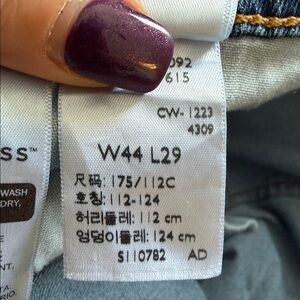 092
615
CW-1223
4309
W44 L29
尺码: 175/112C
호칭: 112-124
허리둘레: 112 cm
엉덩이둘레: 124 cm
S110782 AD
SS™
WASH
DRY,